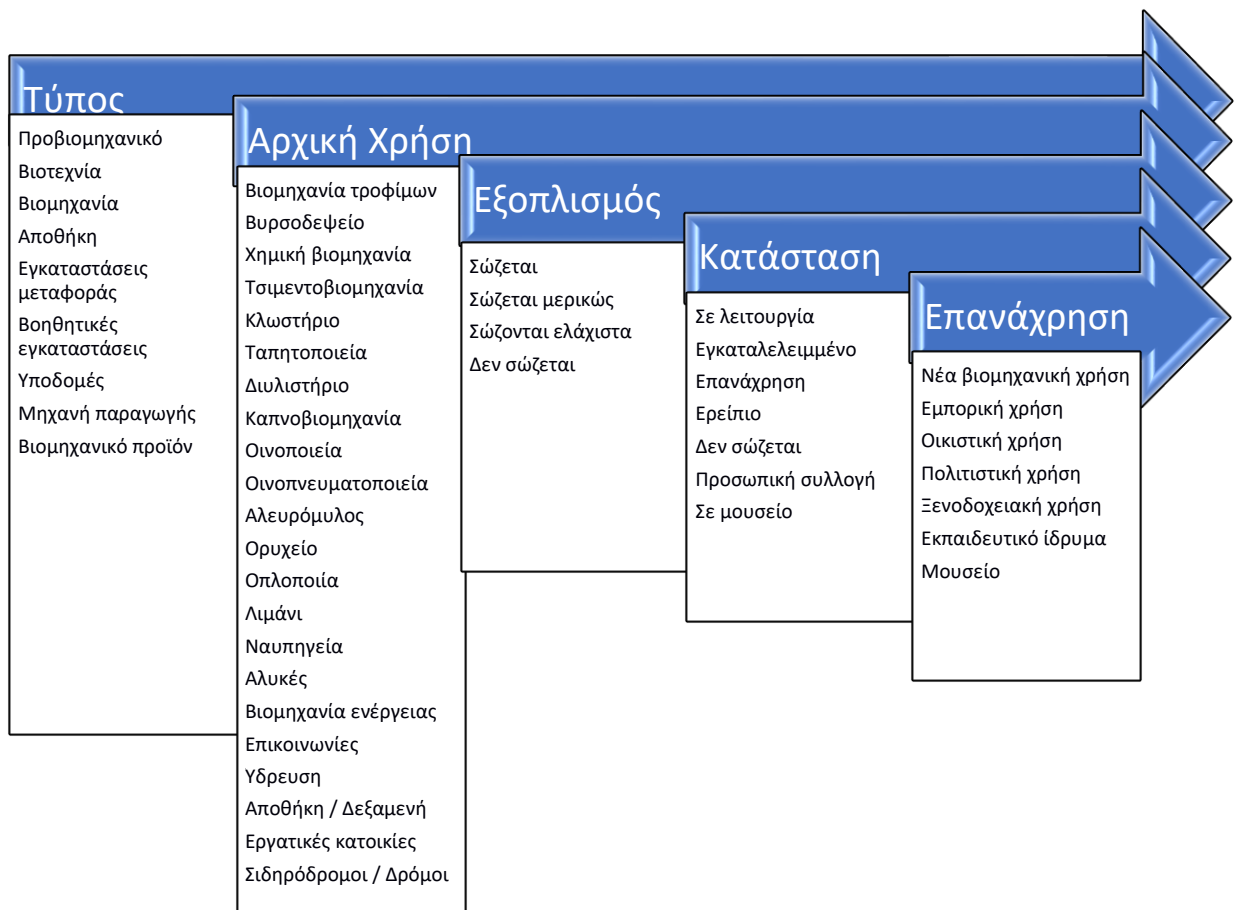 Τύπος
Προβιομηχανικό
Βιοτεχνία
Βιομηχανία
Αποθήκη
Εγκαταστάσεις
μεταφοράς
Βοηθητικές
εγκαταστάσεις
Υποδομές
Μηχανή παραγωγής
Βιομηχανικό προϊόν
Αρχική Χρήση
Βιομηχανία τροφίμων
Βυρσοδεψείο
Χημική βιομηχανία
Τσιμεντοβιομηχανία
Κλωστήριο
Ταπητοποιεία
Διυλιστήριο
Καπνοβιομηχανία
Οινοποιεία
Οινοπνευματοποιεία
Αλευρόμυλος
Ορυχείο
Οπλοποιία
Λιμάνι
Ναυπηγεία
Αλυκές
Βιομηχανία ενέργειας
Επικοινωνίες
Υδρευση
Αποθήκη / Δεξαμενή
Εργατικές κατοικίες
Σιδηρόδρομοι / Δρόμοι
Εξοπλισμός
Σώζεται
Σώζεται μερικώς
Σώζονται ελάχιστα
Δεν σώζεται
Κατάσταση
Σε λειτουργία
Εγκαταλελειμμένο
Επανάχρηση
Ερείπιο
Δεν σώζεται
Προσωπική συλλογή
Σε μουσείο
Επανάχρηση
Νέα βιομηχανική χρήση
Εμπορική χρήση
Οικιστική χρήση
Πολιτιστική χρήση
Ξενοδοχειακή χρήση
Εκπαιδευτικό ίδρυμα
Μουσείο